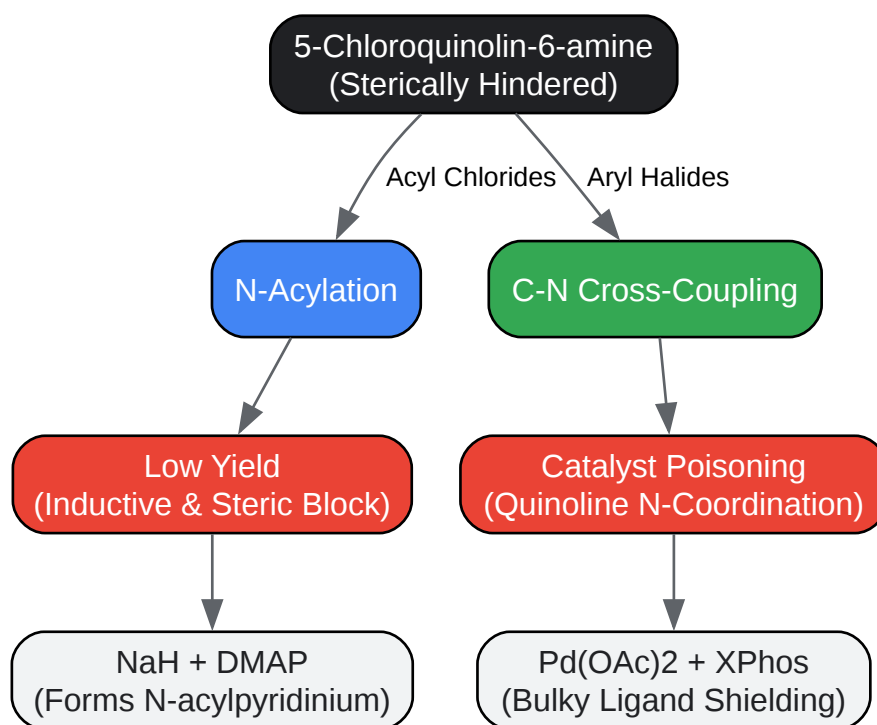 5-Chloroquinolin-6-amine
(Sterically Hindered)
Acyl Chlorides
Aryl Halides
N-Acylation
C-N Cross-Coupling
Low Yield
(Inductive & Steric Block)
Catalyst Poisoning
(Quinoline N-Coordination)
NaH + DMAP
(Forms N-acylpyridinium)
Pd(OAc)2 + XPhos
(Bulky Ligand Shielding)